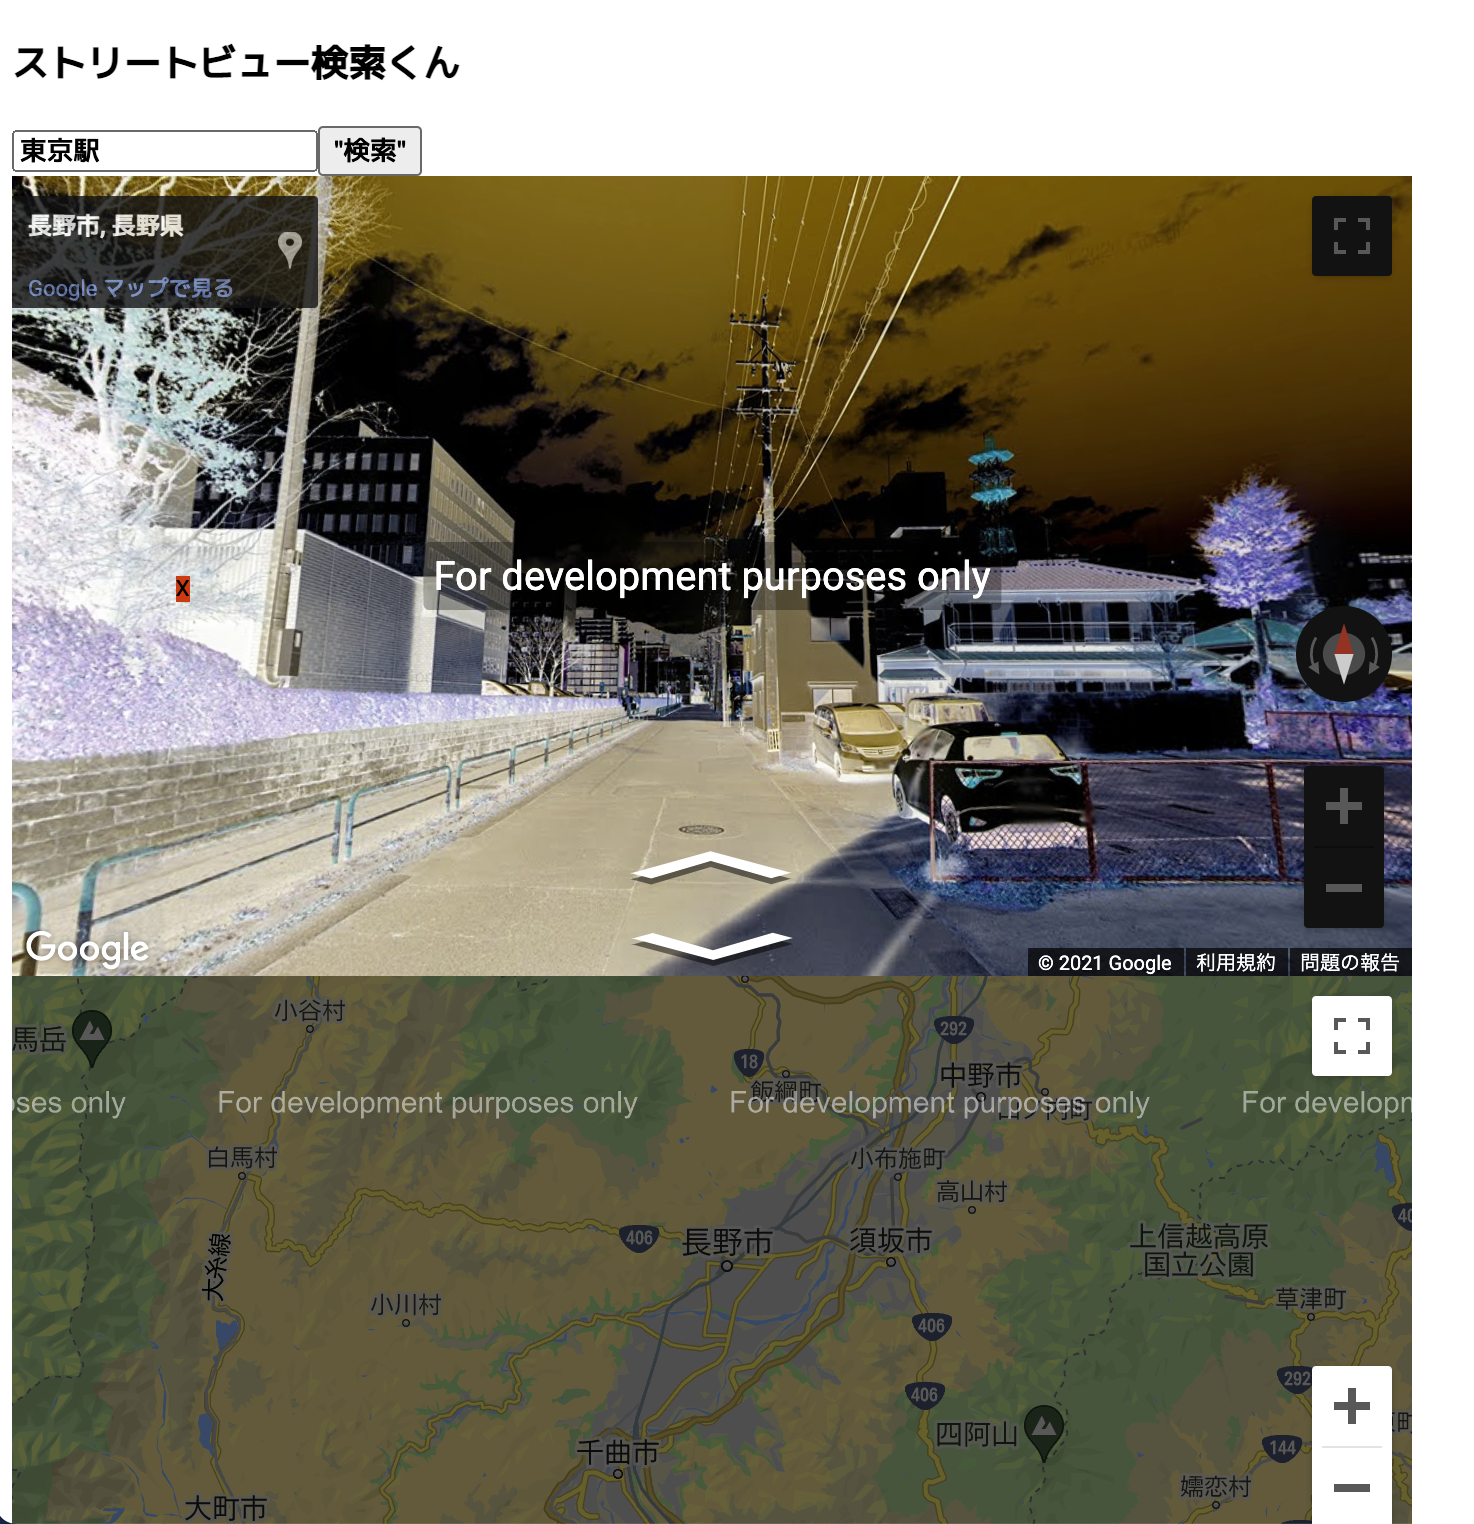 ストリートビュー検索くん
東京駅
"検索"
長野市, 長野県
Google マップで見る
X
For development purposes only
Google
© 2021 Google
利用規約
問題の報告
小谷村
馬岳
292
18
飯綱町
中野市
oses only
For development purposes only
For development purposes only
For developm
白馬村
小布施町
高山村
406
長野市
須坂市
上信越高原
国立公園
大糸線
小川村
草津町
406
292
406
四阿山
千曲市
144
嬬恋村
大町市